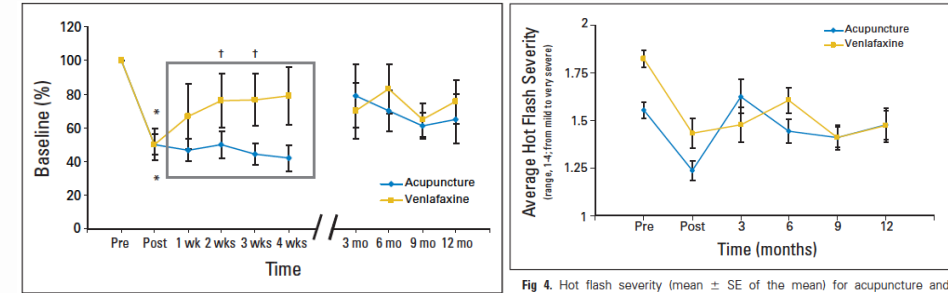 120
100
80
60
40
20
0
Baseline (%)
*
*
†
†
Acupuncture
Venlafaxine
Pre Post 1 wk 2 wks 3 wks 4 wks 3 mo 6 mo 9 mo 12 mo
Time
2
1.75
1.5
1.25
1
Average Hot Flash Severity
(range, 1-4; from mild to very severe)
Acupuncture
Venlafaxine
Pre Post 3 6 9 12
Time (months)
Fig 4. Hot flash severity (mean ± SE of the mean) for acupuncture and